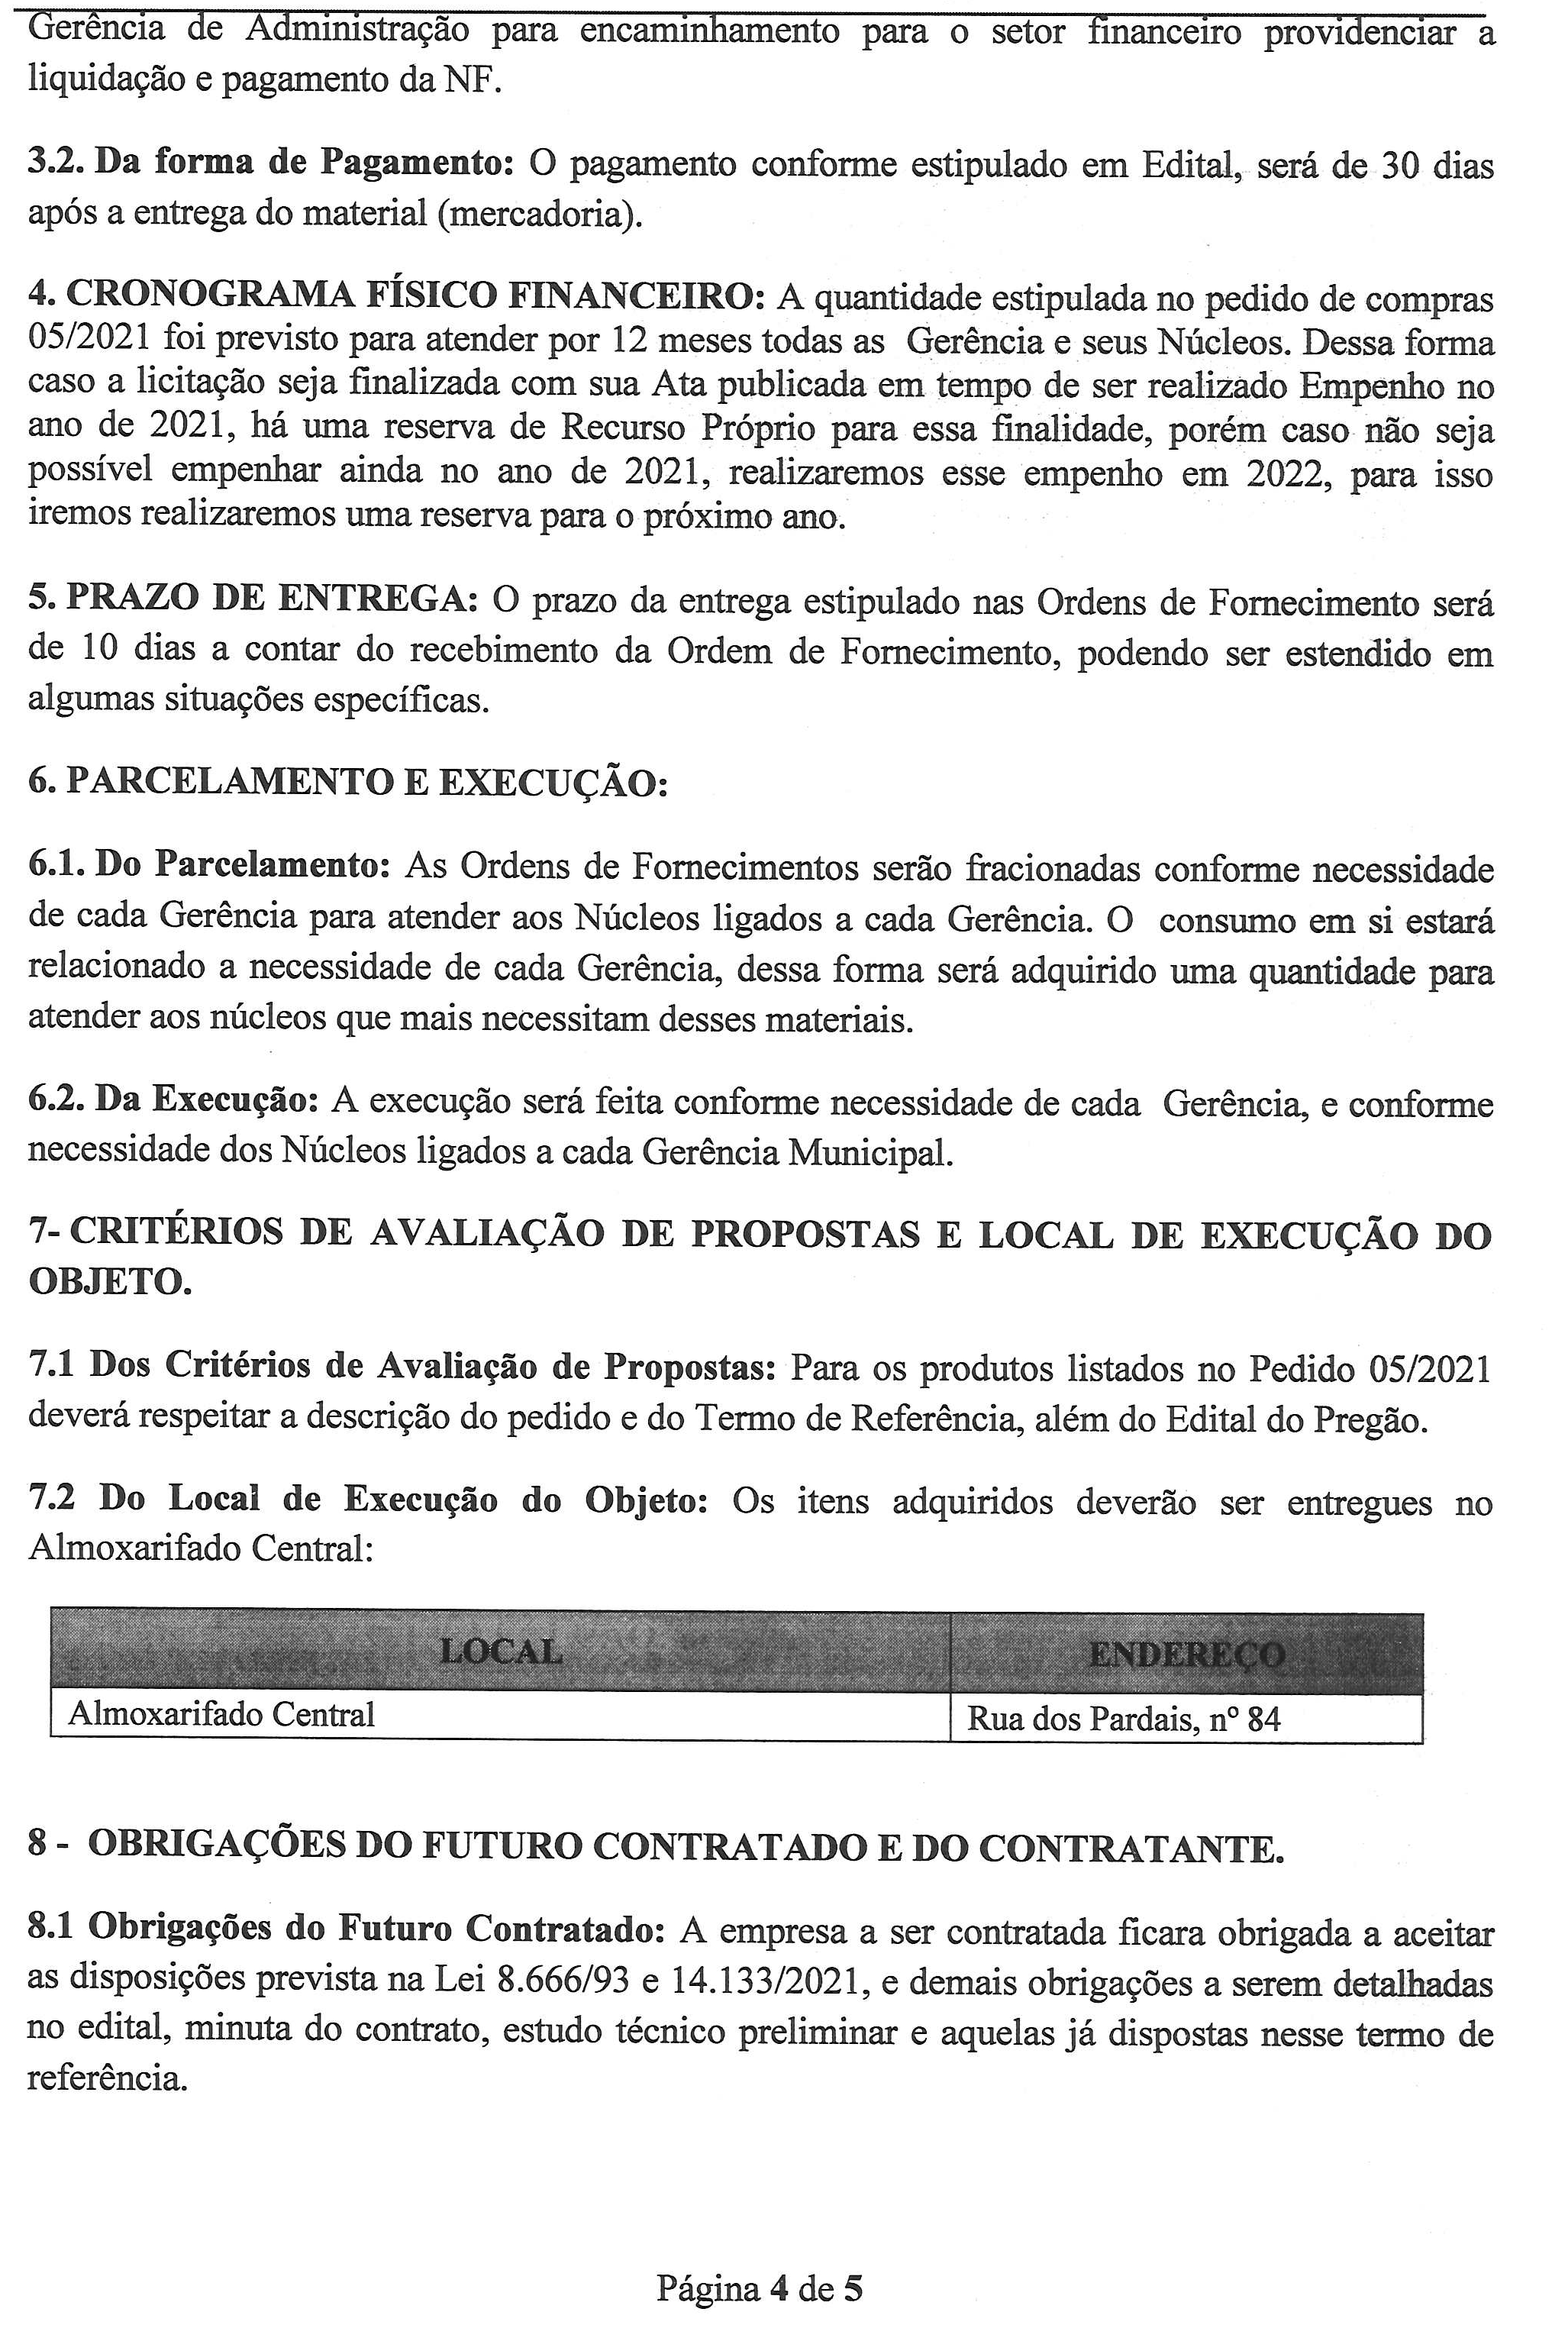 Gerência de Administração para encaminhamento para o setor financeiro providenciar a
liquidação e pagamento da NF.
3.2. Da forma de Pagamento: O pagamento conforme estipulado em Edital, será de 30 dias
após a entrega do material (mercadoria).
4. CRONOGRAMA FÍSICO FINANCEIRO: A quantidade estipulada no pedido de compras
05/2021 foi previsto para atender por 12 meses todas as Gerência e seus Núcleos. Dessa forma
caso a licitação seja finalizada com sua Ata publicada em tempo de ser realizado Empenho no
ano de 2021, há uma reserva de Recurso Próprio para essa finalidade, porém caso não seja
possível empenhar ainda no ano de 2021, realizaremos esse empenho em 2022, para isso
iremos realizaremos uma reserva para o próximo ano.
5. PRAZO DE ENTREGA: O prazo da entrega estipulado nas Ordens de Fornecimento será
de 10 dias a contar do recebimento da Ordem de Fornecimento, podendo ser estendido em
algumas situações específicas.
6. PARCELAMENTO E EXECUÇÃO:
6.1. Do Parcelamento: As Ordens de Fornecimentos serão fracionadas conforme necessidade
de cada Gerência para atender aos Núcleos ligados a cada Gerência. O consumo em si estará
relacionado a necessidade de cada Gerência, dessa forma será adquirido uma quantidade para
atender aos núcleos que mais necessitam desses materiais.
6.2. Da Execução: A execução será feita conforme necessidade de cada Gerência, e conforme
necessidade dos Núcleos ligados a cada Gerência Municipal.
7- CRITÉRIOS DE AVALIAÇÃO DE PROPOSTAS E LOCAL DE EXECUÇÃO DO
OBJETO.
7.1 Dos Critérios de Avaliação de Propostas: Para os produtos listados no Pedido 05/2021
deverá respeitar a descrição do pedido e do Termo de Referência, além do Edital do Pregão.
7.2 Do Local de Execução do Objeto: Os itens adquiridos deverão ser entregues no
Almoxarifado Central:
LOCAL ENDEREÇO
Almoxarifado Central Rua dos Pardais, nº 84
8 - OBRIGAÇÕES DO FUTURO CONTRATADO E DO CONTRATANTE.
8.1 Obrigações do Futuro Contratado: A empresa a ser contratada ficara obrigada a aceitar
as disposições prevista na Lei 8.666/93 e 14.133/2021, e demais obrigações a serem detalhadas
no edital, minuta do contrato, estudo técnico preliminar e aquelas já dispostas nesse termo de
referência.
Página 4 de 5